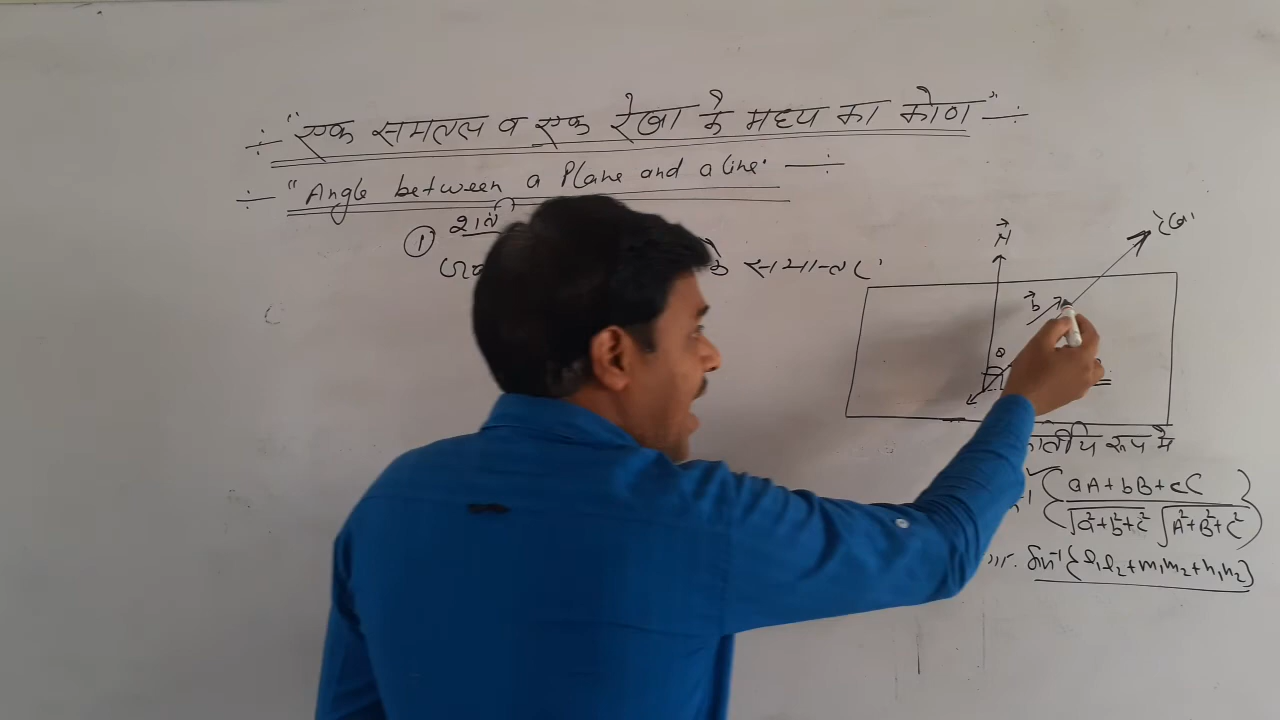 "एक समतल व एक रेखा के मध्य का कोण"
"Angle between a Plane and a line."
① शर्त
के समान्तर
N
रेखा
b
θ
रूप में
aA+bB+cC
√a²+b²+c² √A²+B²+C²
sin⁻¹{l₁l₂+m₁m₂+n₁n₂}